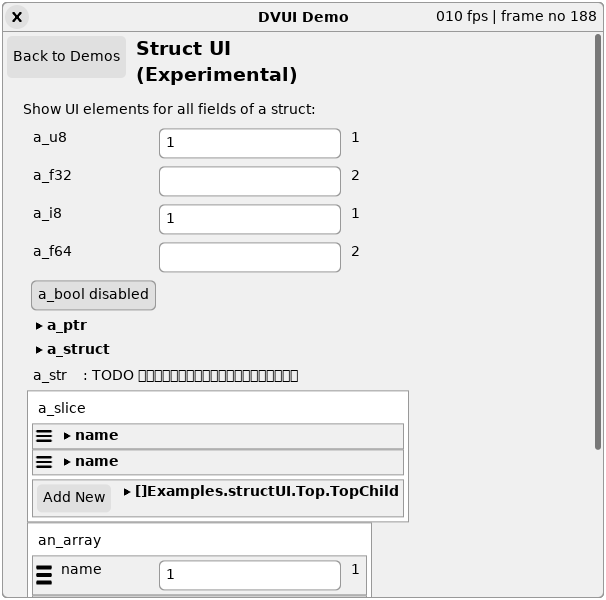 X DVUI Demo 010 fps | frame no 188
Back to Demos
Struct UI
(Experimental)
Show UI elements for all fields of a struct:
a_u8 1 1
a_f32 2
a_i8 1 1
a_f64 2
a_bool disabled
a_ptr
a_struct
a_str : TODO
a_slice
name
name
Add New []Examples.structUI.Top.TopChild
an_array
name 1 1